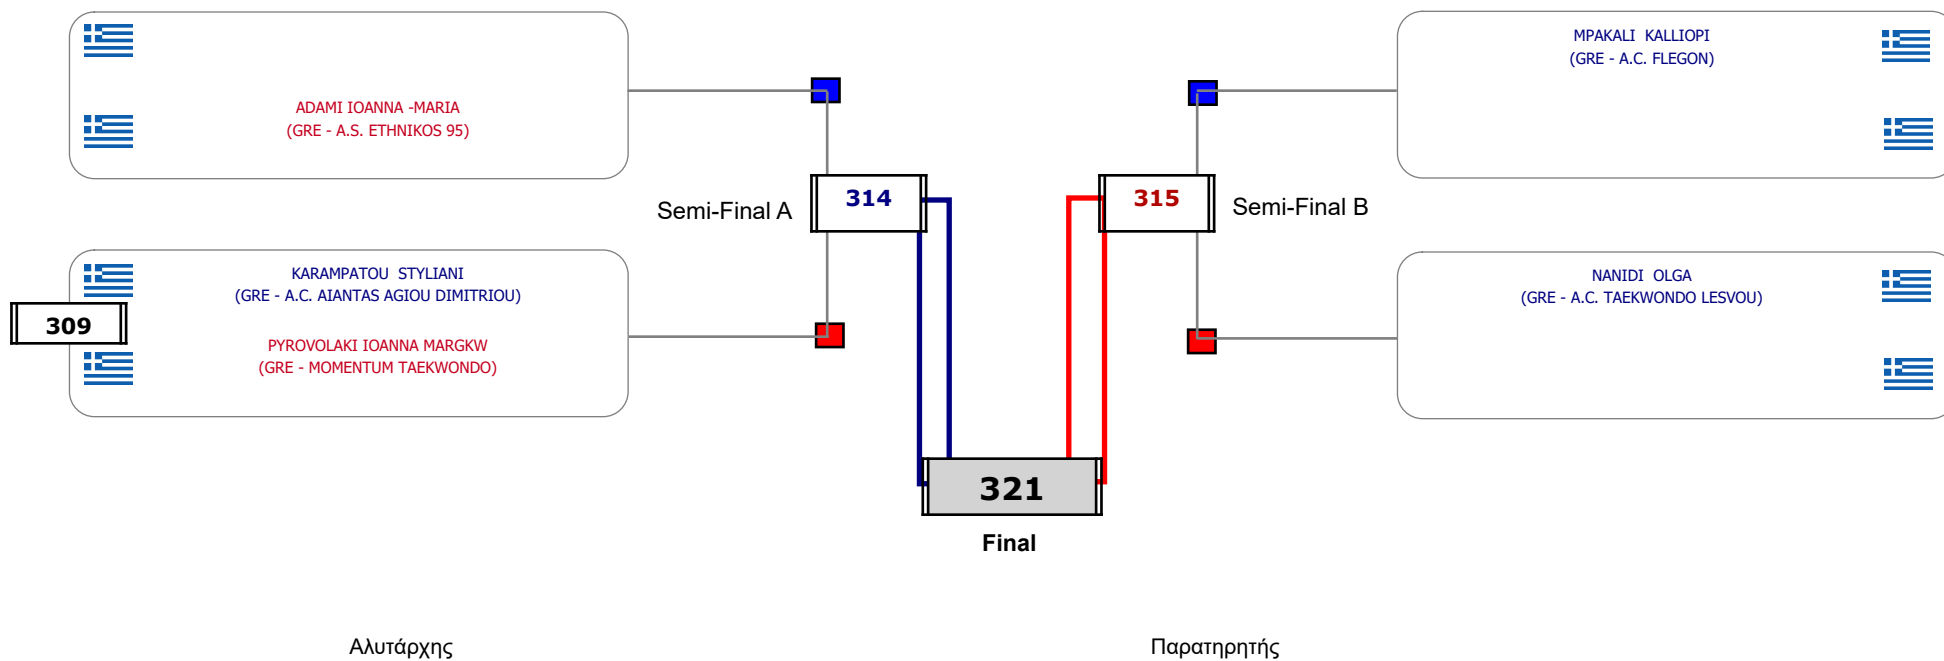 MPAKALI KALLIOPI
(GRE - A.C. FLEGON)
ADAMI IOANNA -MARIA
(GRE - A.S. ETHNIKOS 95)
314
315
Semi-Final A
Semi-Final B
KARAMPATOU STYLIANI
(GRE - A.C. AIANTAS AGIOU DIMITRIOU)
NANIDI OLGA
(GRE - A.C. TAEKWONDO LESVOU)
309
PYROVOLAKI IOANNA MARGKW
(GRE - MOMENTUM TAEKWONDO)
321
Final
Αλυτάρχης
Παρατηρητής